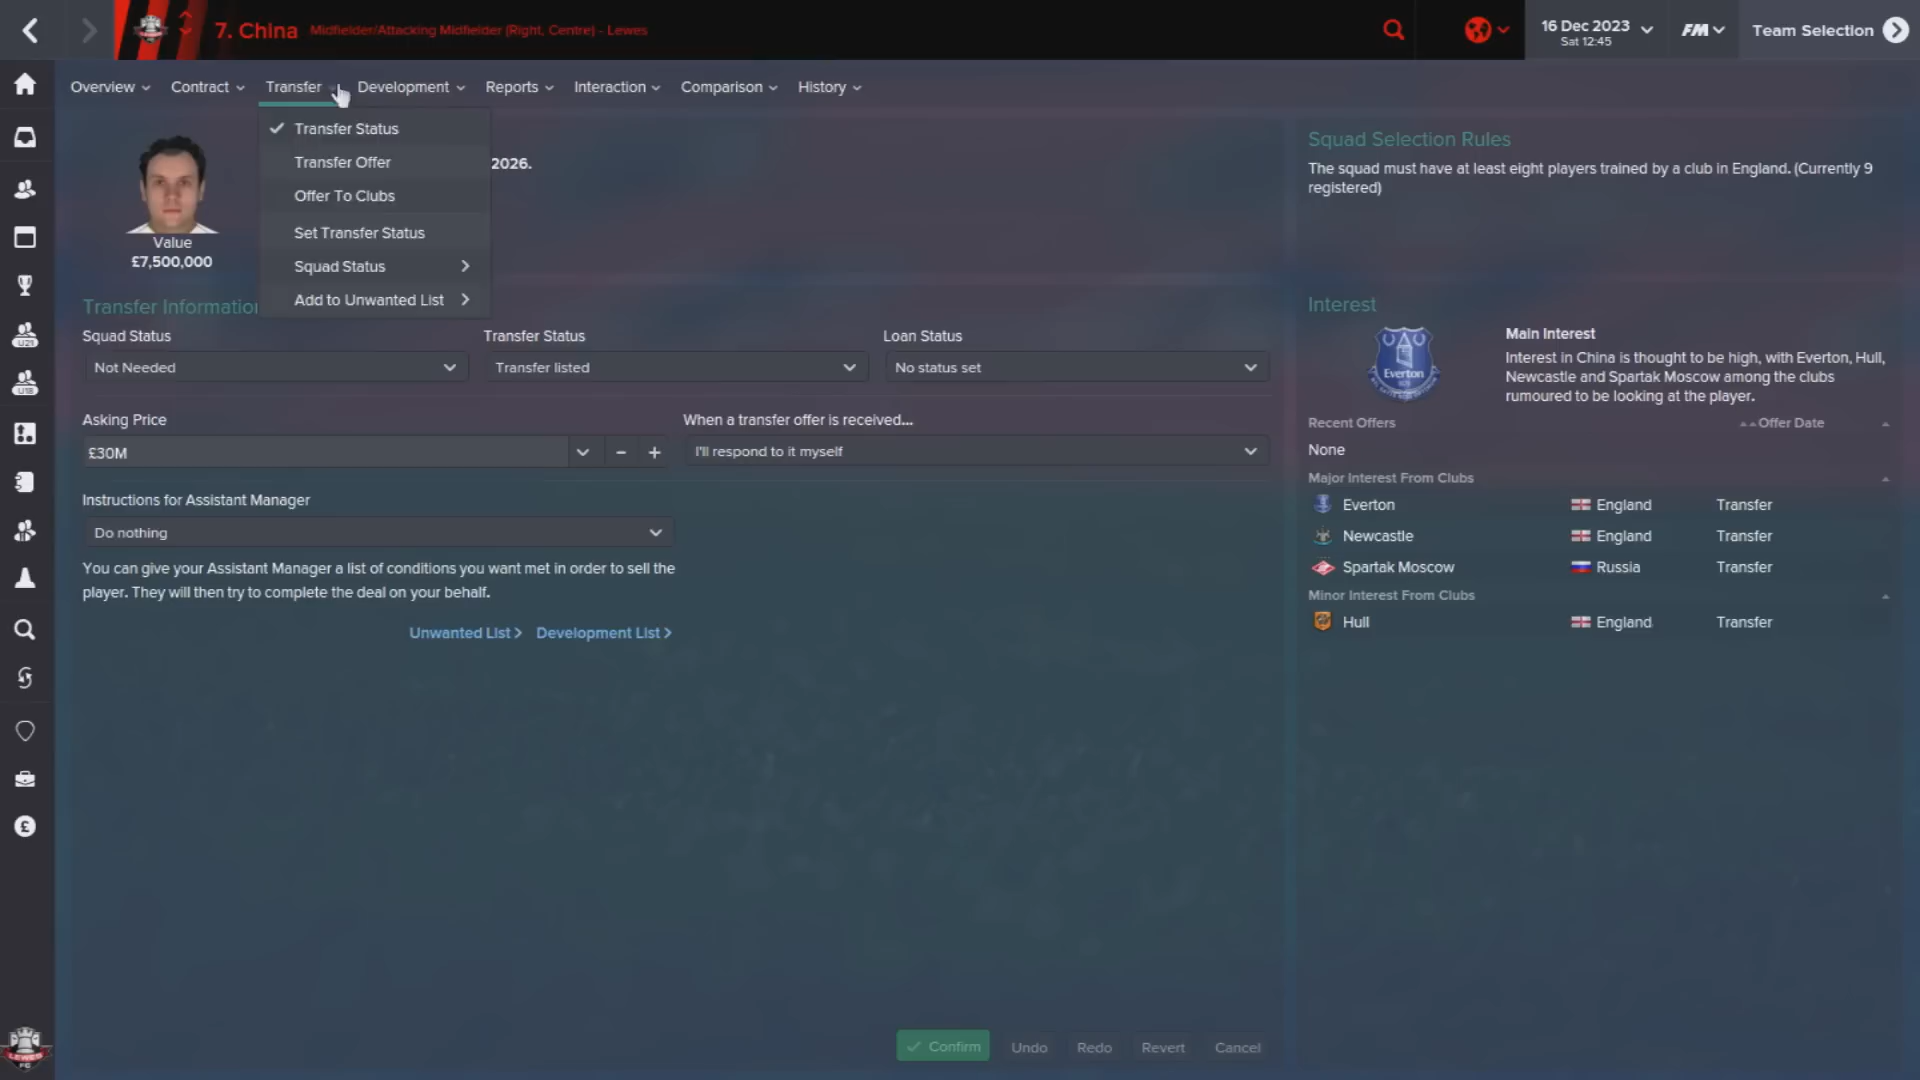 7. China
Midfielder/Attacking Midfielder (Right, Centre) - Lewes
16 Dec 2023
Sat 12:45
FM
Team Selection
Overview
Contract
Transfer
Development
Reports
Interaction
Comparison
History
Transfer Status
Transfer Offer
Offer To Clubs
Set Transfer Status
Squad Status
Add to Unwanted List
2026.
Value
£7,500,000
Squad Selection Rules
The squad must have at least eight players trained by a club in England. (Currently 9
registered)
Transfer Information
Squad Status
Transfer Status
Loan Status
Not Needed
Transfer listed
No status set
Asking Price
When a transfer offer is received...
£30M
I'll respond to it myself
Instructions for Assistant Manager
Do nothing
You can give your Assistant Manager a list of conditions you want met in order to sell the
player. They will then try to complete the deal on your behalf.
Unwanted List
Development List
Interest
Everton
Main Interest
Interest in China is thought to be high, with Everton, Hull,
Newcastle and Spartak Moscow among the clubs
rumoured to be looking at the player.
Recent Offers
Offer Date
None
Major Interest From Clubs
Everton England Transfer
Newcastle England Transfer
Spartak Moscow Russia Transfer
Minor Interest From Clubs
Hull England Transfer
U21
U18
LEWES
FC
Confirm
Undo
Redo
Revert
Cancel